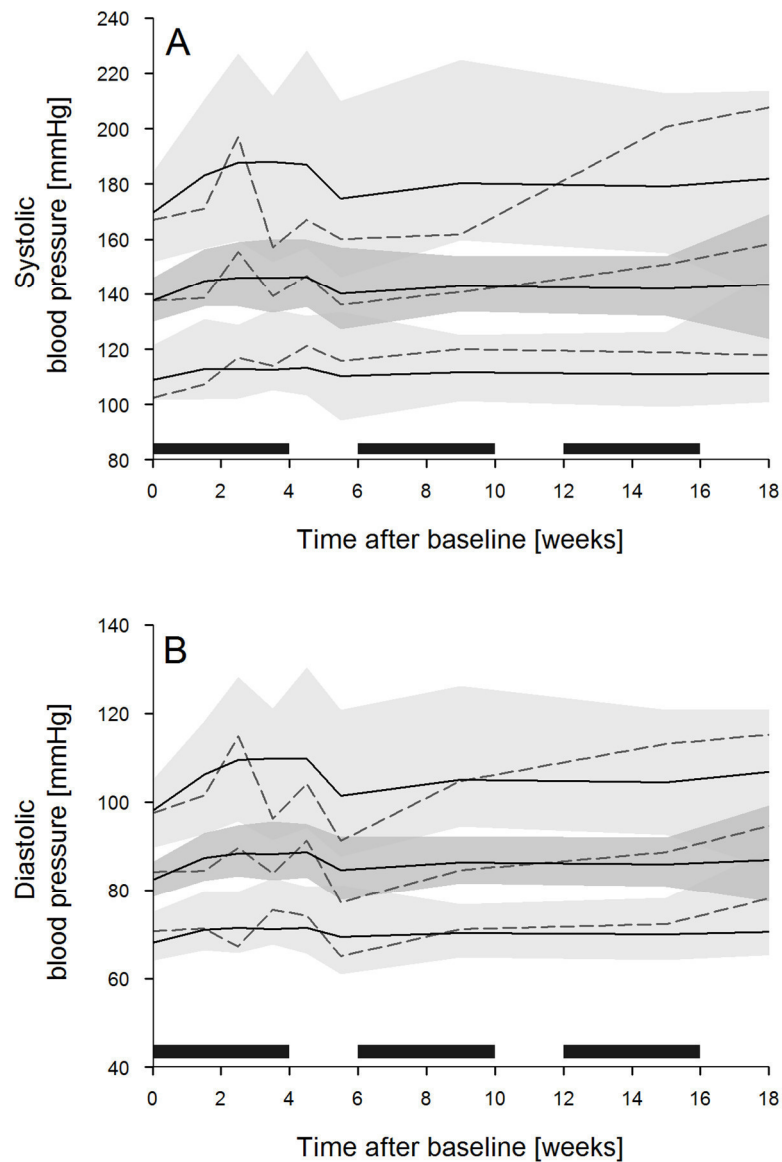 A
Systolic
blood pressure [mmHg]
240
220
200
180
160
140
120
100
80
0 2 4 6 8 10 12 14 16 18
Time after baseline [weeks]
B
Diastolic
blood pressure [mmHg]
140
120
100
80
60
40
0 2 4 6 8 10 12 14 16 18
Time after baseline [weeks]